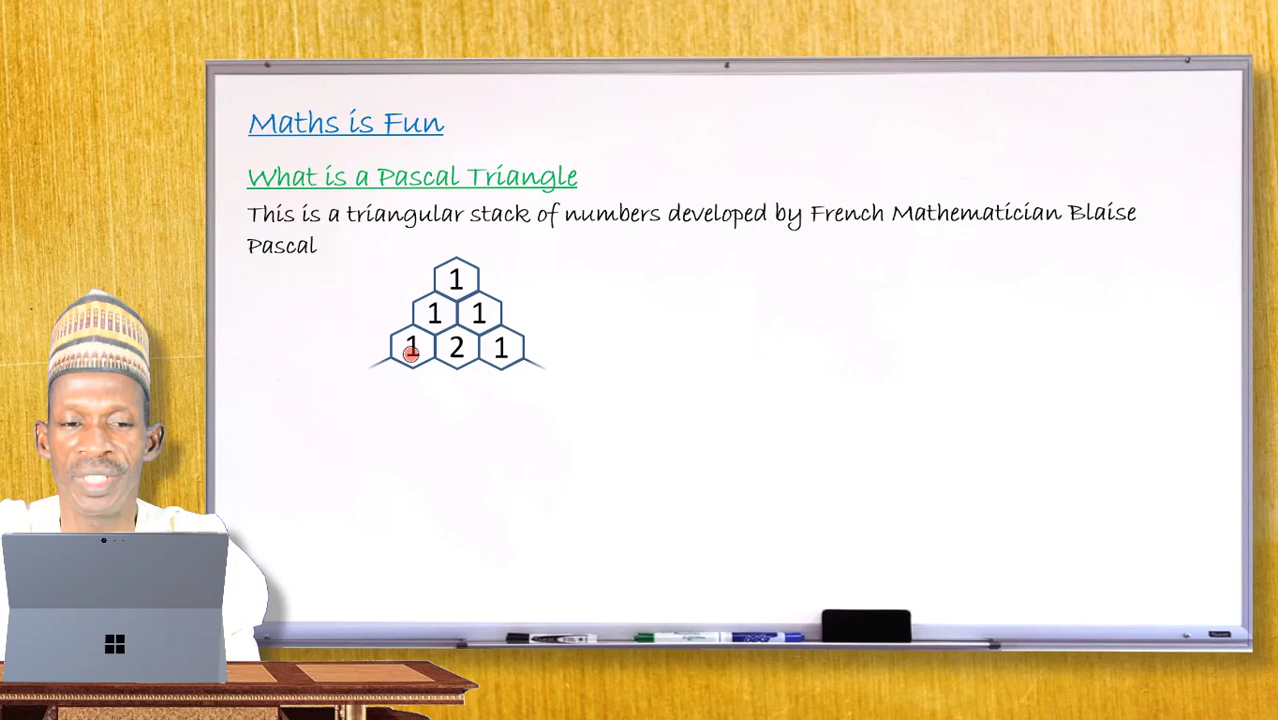 Maths is Fun
What is a Pascal Triangle
This is a triangular stack of numbers developed by French Mathematician Blaise
Pascal
1
1 1
1 2 1